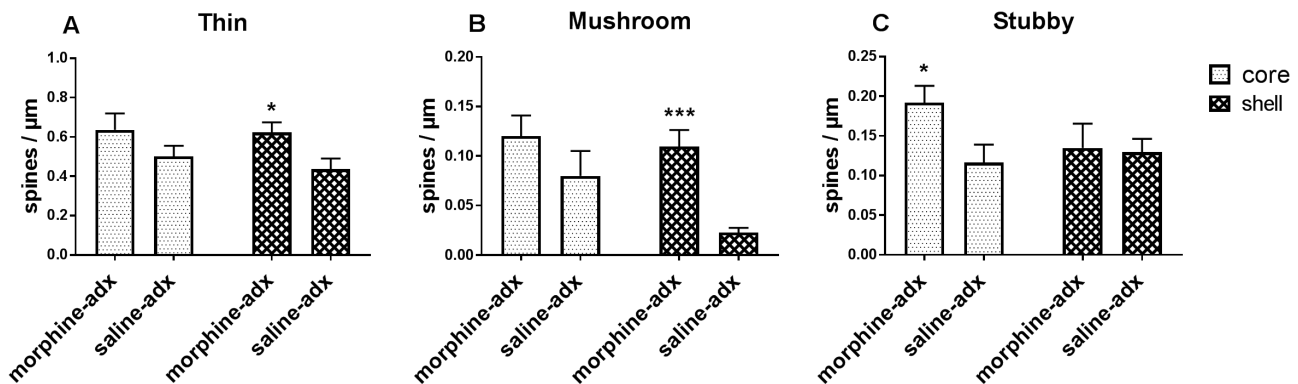 A
Thin
spines / µm
1.0
0.8
0.6
0.4
0.2
0.0
*
morphine-adx
saline-adx
morphine-adx
saline-adx
B
Mushroom
spines / µm
0.20
0.15
0.10
0.05
0.00
***
morphine-adx
saline-adx
morphine-adx
saline-adx
C
Stubby
spines / µm
0.25
0.20
0.15
0.10
0.05
0.00
*
morphine-adx
saline-adx
morphine-adx
saline-adx
core
shell